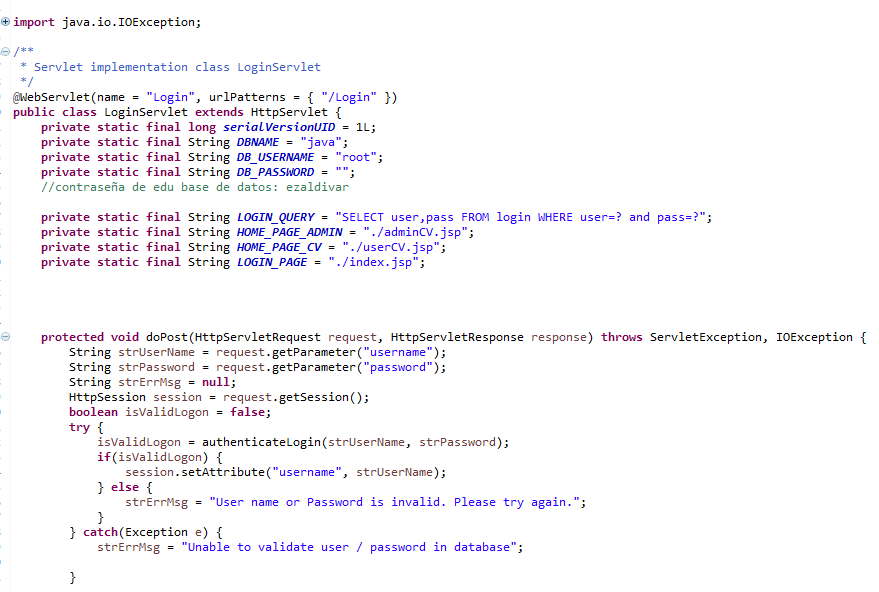 import java.io.IOException;
/**
 * Servlet implementation class LoginServlet
 */
@WebServlet(name = "Login", urlPatterns = { "/Login" })
public class LoginServlet extends HttpServlet {
    private static final long serialVersionUID = 1L;
    private static final String DBNAME = "java";
    private static final String DB_USERNAME = "root";
    private static final String DB_PASSWORD = "";
    //contraseña de edu base de datos: ezaldivar
    private static final String LOGIN_QUERY = "SELECT user,pass FROM login WHERE user=? and pass=?";
    private static final String HOME_PAGE_ADMIN = "./adminCV.jsp";
    private static final String HOME_PAGE_CV = "./userCV.jsp";
    private static final String LOGIN_PAGE = "./index.jsp";
    protected void doPost(HttpServletRequest request, HttpServletResponse response) throws ServletException, IOException {
        String strUserName = request.getParameter("username");
        String strPassword = request.getParameter("password");
        String strErrMsg = null;
        HttpSession session = request.getSession();
        boolean isValidLogon = false;
        try {
            isValidLogon = authenticateLogin(strUserName, strPassword);
            if(isValidLogon) {
                session.setAttribute("username", strUserName);
            } else {
                strErrMsg = "User name or Password is invalid. Please try again.";
            }
        } catch(Exception e) {
            strErrMsg = "Unable to validate user / password in database";
        }